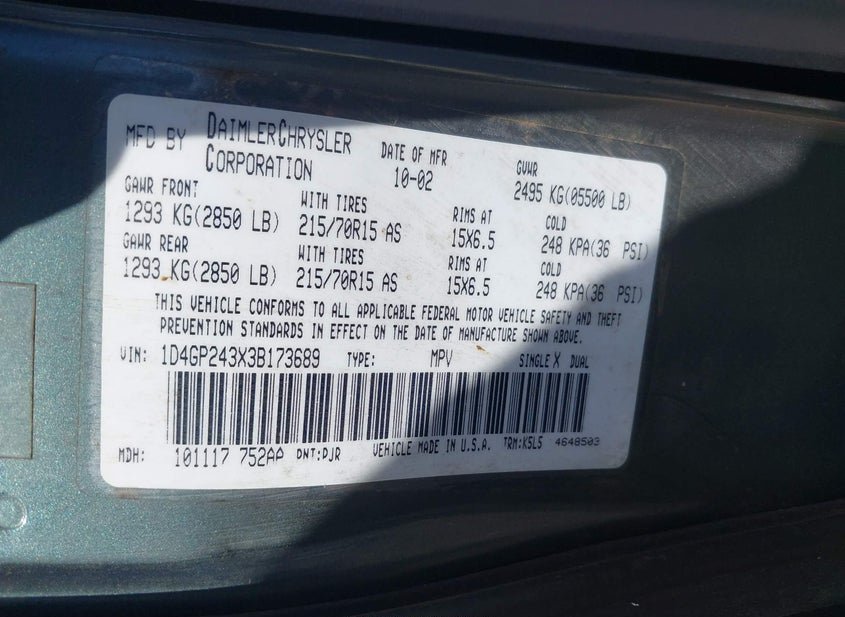 MFD BY DAIMLERCHRYSLER CORPORATION DATE OF MFR 10-02 GVWR 2495 KG(05500 LB)
GAWR FRONT WITH TIRES RIMS AT COLD
1293 KG(2850 LB) 215/70R15 AS 15X6.5 248 KPA(36 PSI)
GAWR REAR WITH TIRES RIMS AT COLD
1293 KG(2850 LB) 215/70R15 AS 15X6.5 248 KPA(36 PSI)
THIS VEHICLE CONFORMS TO ALL APPLICABLE FEDERAL MOTOR VEHICLE SAFETY AND THEFT
PREVENTION STANDARDS IN EFFECT ON THE DATE OF MANUFACTURE SHOWN ABOVE.
VIN: 1D4GP243X3B173689 TYPE: MPV SINGLE X DUAL
MDH: 101117 752AA PNT:PJR VEHICLE MADE IN U.S.A. TRM:K5L5 4648503